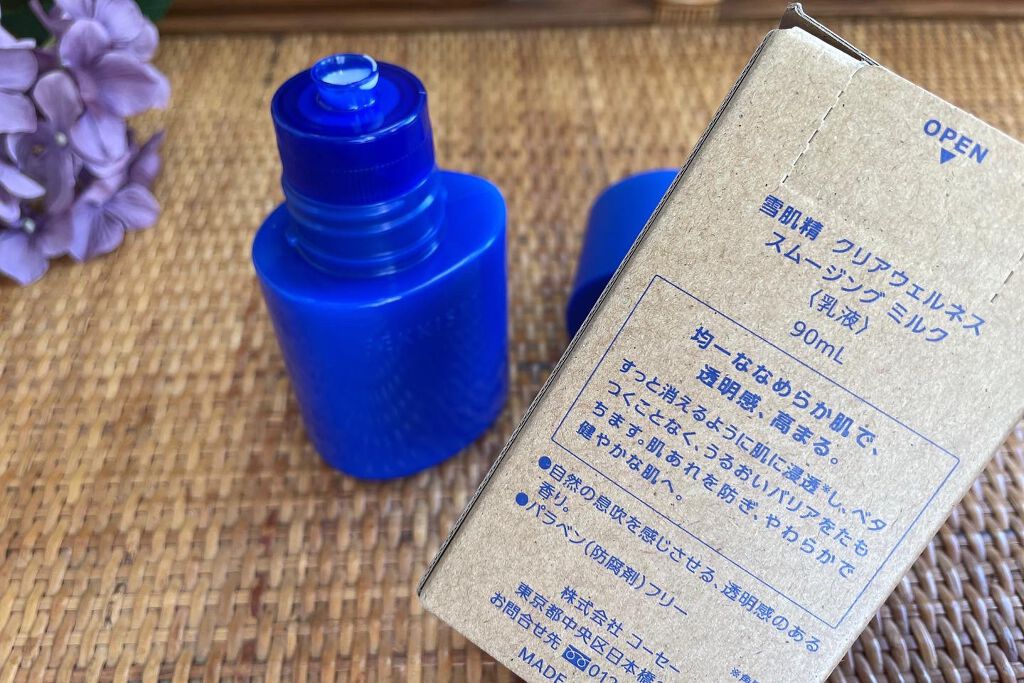 OPEN
雪肌精 クリアウェルネス
スムージング ミルク
〈乳液〉
90mL
均一ななめらか肌で、
透明感、高まる。
すっと消えるように肌に浸透*し、ベタ
つくことなく、うるおいバリアをたも
ちます。肌あれを防ぎ、やわらかで
健やかな肌へ。
●自然の息吹を感じさせる、透明感のある
香り。
●パラベン(防腐剤)フリー
株式会社 コーセー
東京都中央区日本橋
お問合せ先 012
MADE